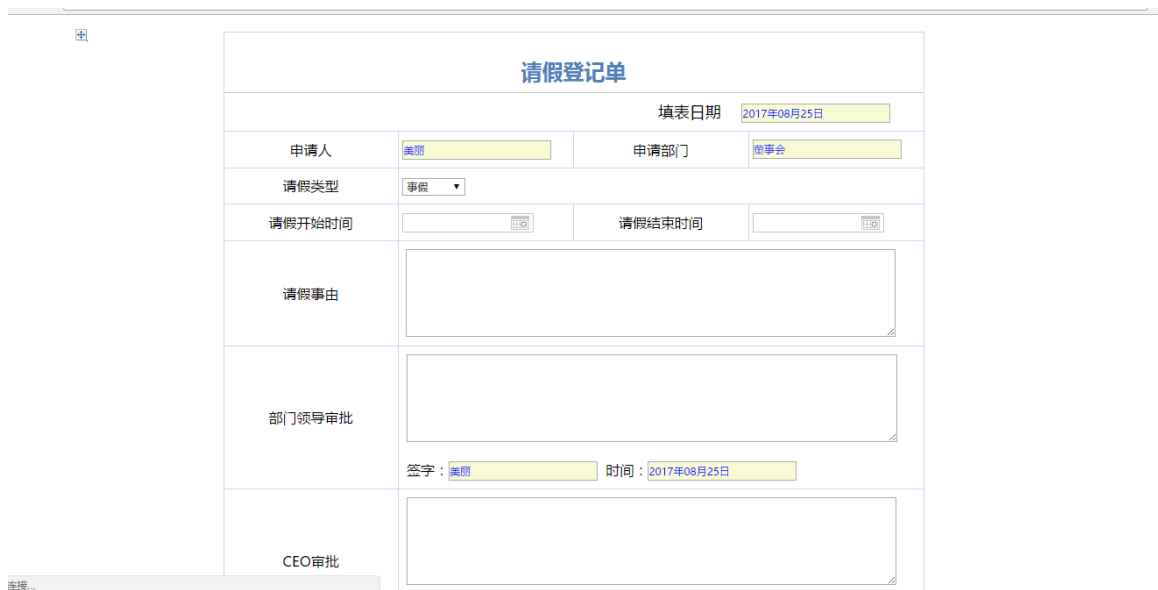 请假登记单
填表日期 2017年08月25日
申请人 美丽 申请部门 董事会
请假类型 事假
请假开始时间 请假结束时间
请假事由
部门领导审批
签字：美丽 时间：2017年08月25日
CEO审批
连接...